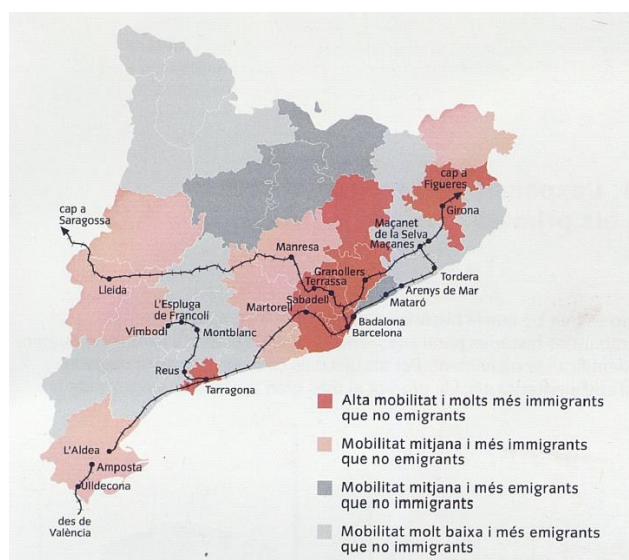 cap a
Figueres
Girona
cap a
Saragossa
Maçanet
de la Selva
Maçanes
Manresa
Granollers
Terrassa
Tordera
Lleida
Arenys de Mar
L'Espluga
de Francolí
Martorell
Sabadell
Mataró
Vimbodí
Montblanc
Badalona
Barcelona
Reus
Tarragona
L'Aldea
Amposta
Ulldecona
des de
València
Alta mobilitat i molts més immigrants
que no emigrants
Mobilitat mitjana i més immigrants
que no emigrants
Mobilitat mitjana i més emigrants
que no immigrants
Mobilitat molt baixa i més emigrants
que no immigrants